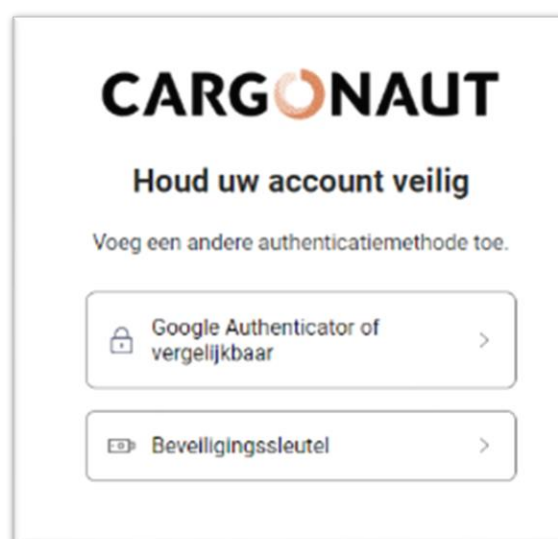 CARGONAUT
Houd uw account veilig
Voeg een andere authenticatiemethode toe.
Google Authenticator of
vergelijkbaar
Beveiligingssleutel